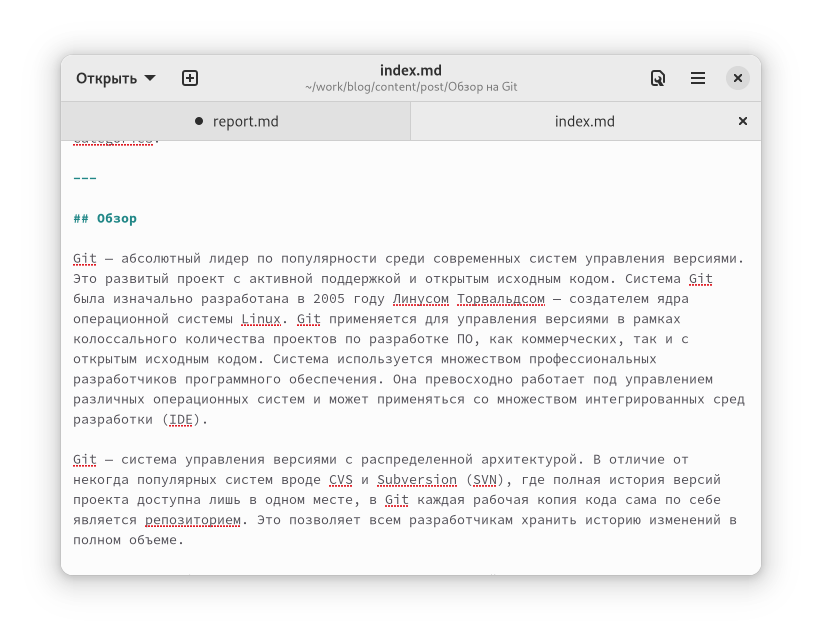 Открыть
index.md
~/work/blog/content/post/Обзор на Git
report.md
index.md
---
## Обзор
Git — абсолютный лидер по популярности среди современных систем управления версиями.
Это развитый проект с активной поддержкой и открытым исходным кодом. Система Git
была изначально разработана в 2005 году Линусом Торвальдсом — создателем ядра
операционной системы Linux. Git применяется для управления версиями в рамках
колоссального количества проектов по разработке ПО, как коммерческих, так и с
открытым исходным кодом. Система используется множеством профессиональных
разработчиков программного обеспечения. Она превосходно работает под управлением
различных операционных систем и может применяться со множеством интегрированных сред
разработки (IDE).
Git — система управления версиями с распределенной архитектурой. В отличие от
некогда популярных систем вроде CVS и Subversion (SVN), где полная история версий
проекта доступна лишь в одном месте, в Git каждая рабочая копия кода сама по себе
является репозиторием. Это позволяет всем разработчикам хранить историю изменений в
полном объеме.